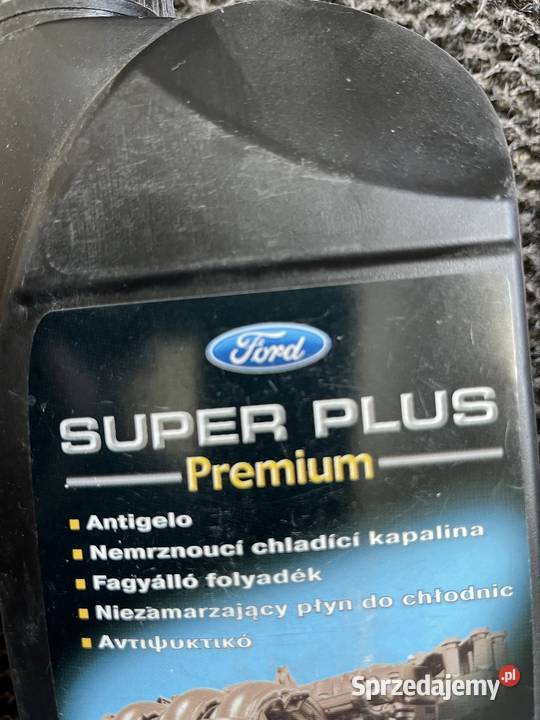 Ford
SUPER PLUS
Premium
Antigelo
Nemrznoucí chladící kapalina
Fagyálló folyadék
Niezamarzający płyn do chłodnic
Αντιψυκτικό
Sprzedajemy.pl